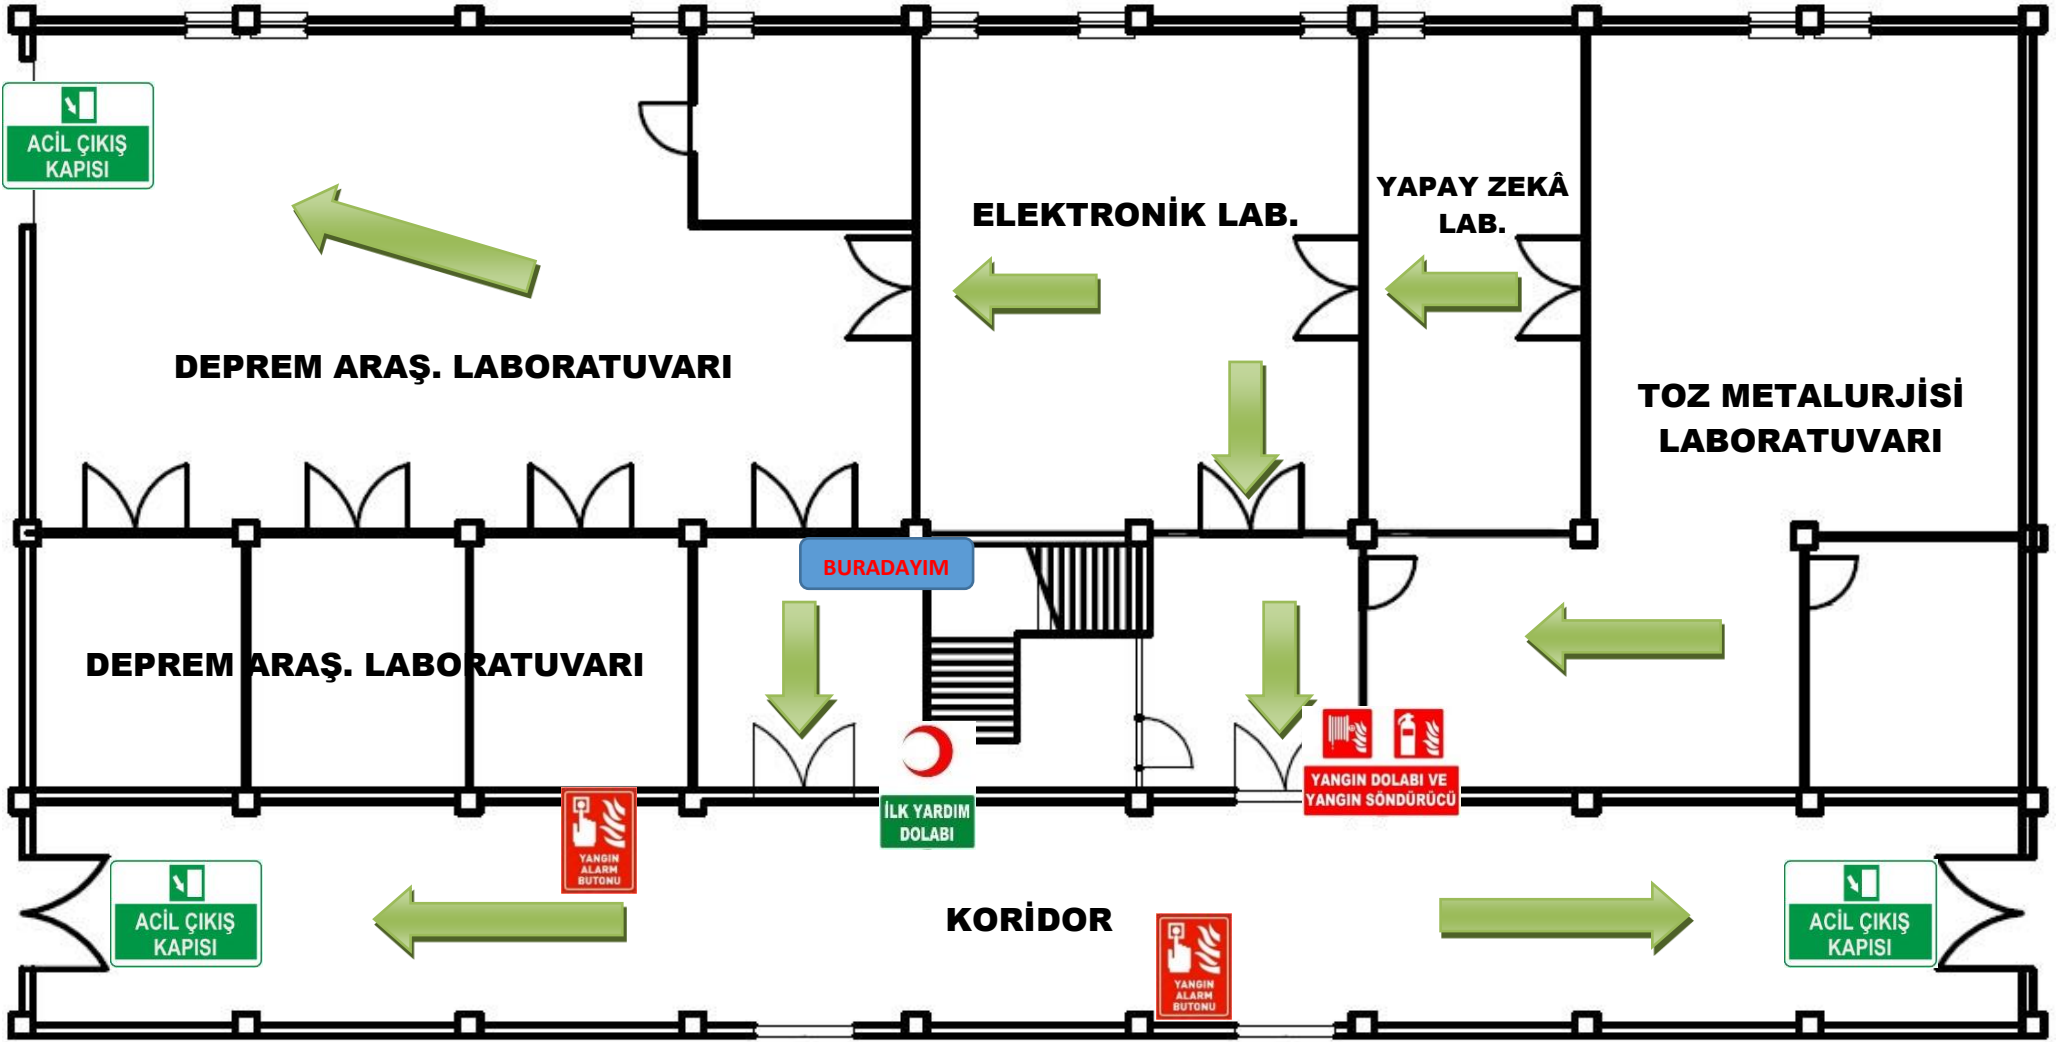 ACİL ÇIKIŞ
KAPISI
YAPAY ZEKÂ
LAB.
ELEKTRONİK LAB.
DEPREM ARAŞ. LABORATUVARI
TOZ METALURJİSİ
LABORATUVARI
BURADAYIM
DEPREM ARAŞ. LABORATUVARI
YANGIN DOLABI VE
YANGIN SÖNDÜRÜCÜ
İLK YARDIM
DOLABI
YANGIN
ALARM
BUTONU
ACİL ÇIKIŞ
KAPISI
KORİDOR
ACİL ÇIKIŞ
KAPISI
YANGIN
ALARM
BUTONU